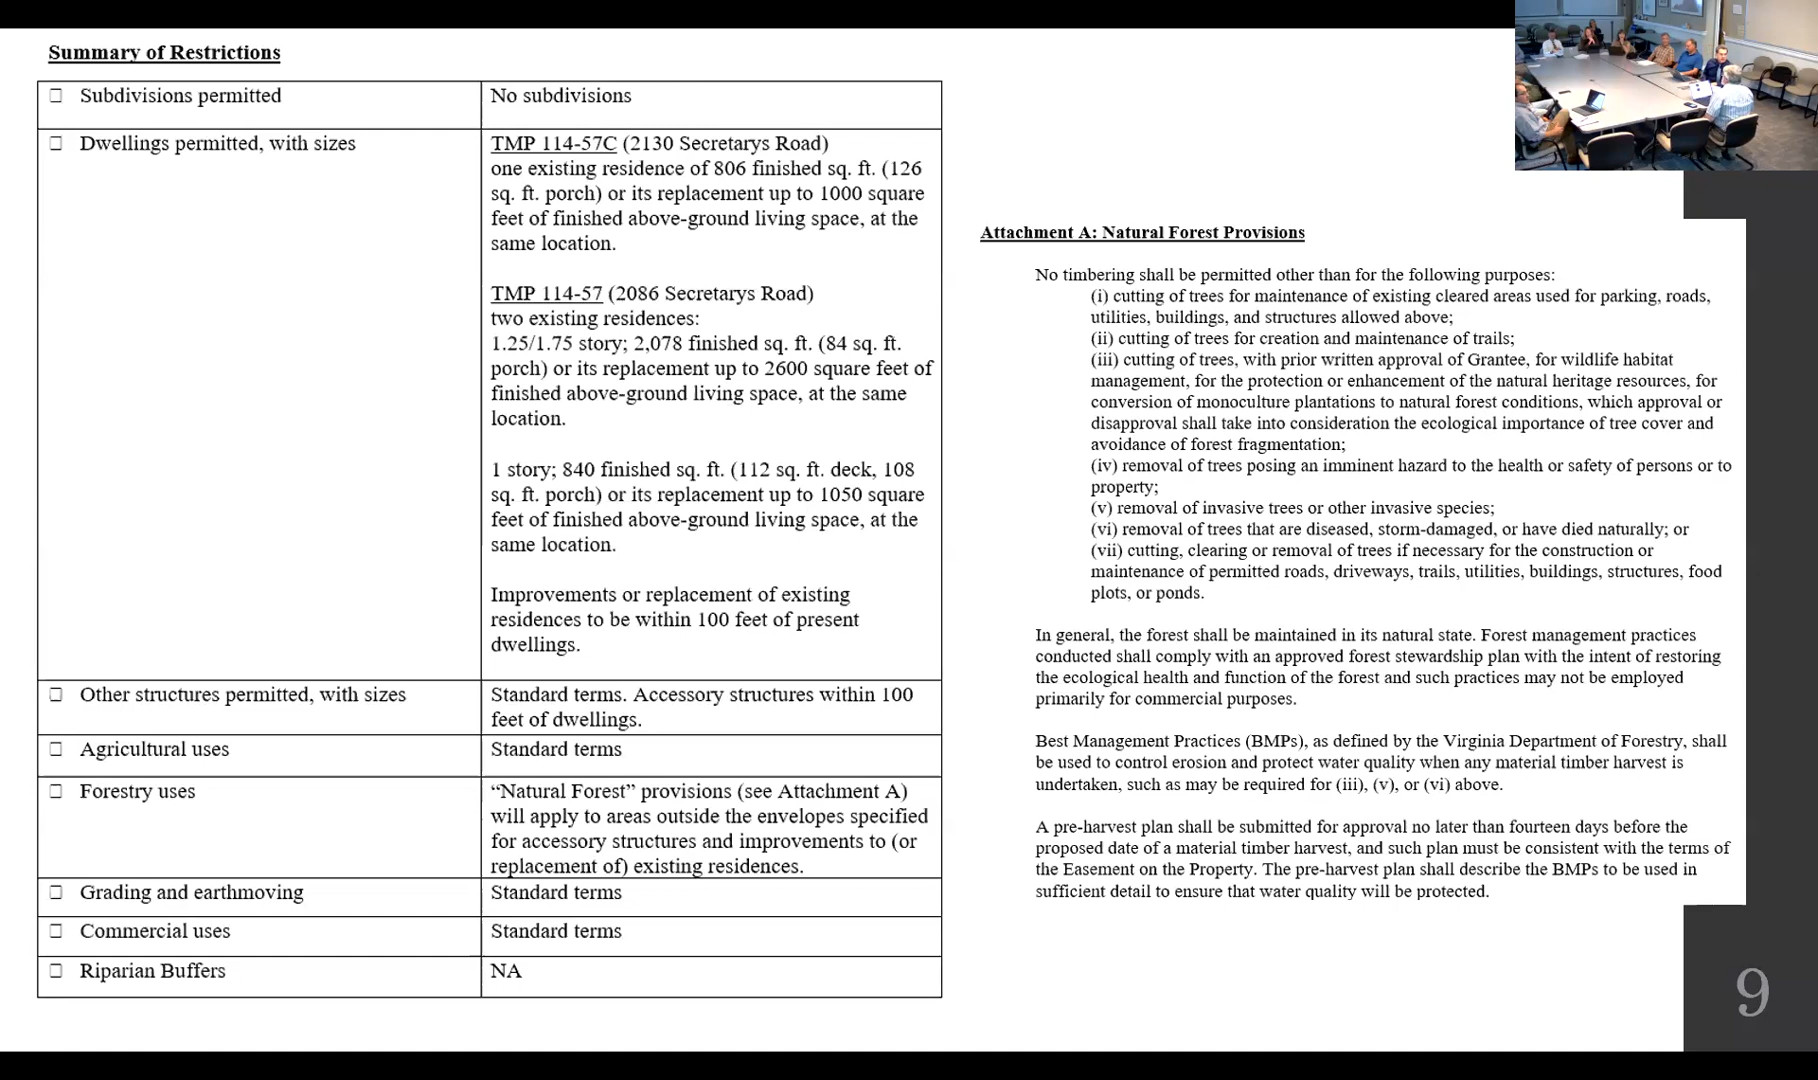 Summary of Restrictions
☐ Subdivisions permitted
No subdivisions
☐ Dwellings permitted, with sizes
TMP 114-57C (2130 Secretarys Road)
one existing residence of 806 finished sq. ft. (126
sq. ft. porch) or its replacement up to 1000 square
feet of finished above-ground living space, at the
same location.
TMP 114-57 (2086 Secretarys Road)
two existing residences:
1.25/1.75 story; 2,078 finished sq. ft. (84 sq. ft.
porch) or its replacement up to 2600 square feet of
finished above-ground living space, at the same
location.
1 story; 840 finished sq. ft. (112 sq. ft. deck, 108
sq. ft. porch) or its replacement up to 1050 square
feet of finished above-ground living space, at the
same location.
Improvements or replacement of existing
residences to be within 100 feet of present
dwellings.
☐ Other structures permitted, with sizes
Standard terms. Accessory structures within 100
feet of dwellings.
☐ Agricultural uses
Standard terms
☐ Forestry uses
“Natural Forest” provisions (see Attachment A)
will apply to areas outside the envelopes specified
for accessory structures and improvements to (or
replacement of) existing residences.
☐ Grading and earthmoving
Standard terms
☐ Commercial uses
Standard terms
☐ Riparian Buffers
NA
Attachment A: Natural Forest Provisions
No timbering shall be permitted other than for the following purposes:
(i) cutting of trees for maintenance of existing cleared areas used for parking, roads,
utilities, buildings, and structures allowed above;
(ii) cutting of trees for creation and maintenance of trails;
(iii) cutting of trees, with prior written approval of Grantee, for wildlife habitat
management, for the protection or enhancement of the natural heritage resources, for
conversion of monoculture plantations to natural forest conditions, which approval or
disapproval shall take into consideration the ecological importance of tree cover and
avoidance of forest fragmentation;
(iv) removal of trees posing an imminent hazard to the health or safety of persons or to
property;
(v) removal of invasive trees or other invasive species;
(vi) removal of trees that are diseased, storm-damaged, or have died naturally; or
(vii) cutting, clearing or removal of trees if necessary for the construction or
maintenance of permitted roads, driveways, trails, utilities, buildings, structures, food
plots, or ponds.
In general, the forest shall be maintained in its natural state. Forest management practices
conducted shall comply with an approved forest stewardship plan with the intent of restoring
the ecological health and function of the forest and such practices may not be employed
primarily for commercial purposes.
Best Management Practices (BMPs), as defined by the Virginia Department of Forestry, shall
be used to control erosion and protect water quality when any material timber harvest is
undertaken, such as may be required for (iii), (v), or (vi) above.
A pre-harvest plan shall be submitted for approval no later than fourteen days before the
proposed date of a material timber harvest, and such plan must be consistent with the terms of
the Easement on the Property. The pre-harvest plan shall describe the BMPs to be used in
sufficient detail to ensure that water quality will be protected.
9